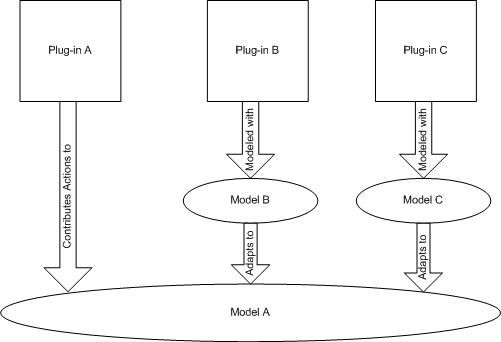 Plug-in A
Plug-in B
Plug-in C
Contributes Actions to
Modeled with
Modeled with
Model B
Model C
Adapts to
Adapts to
Model A